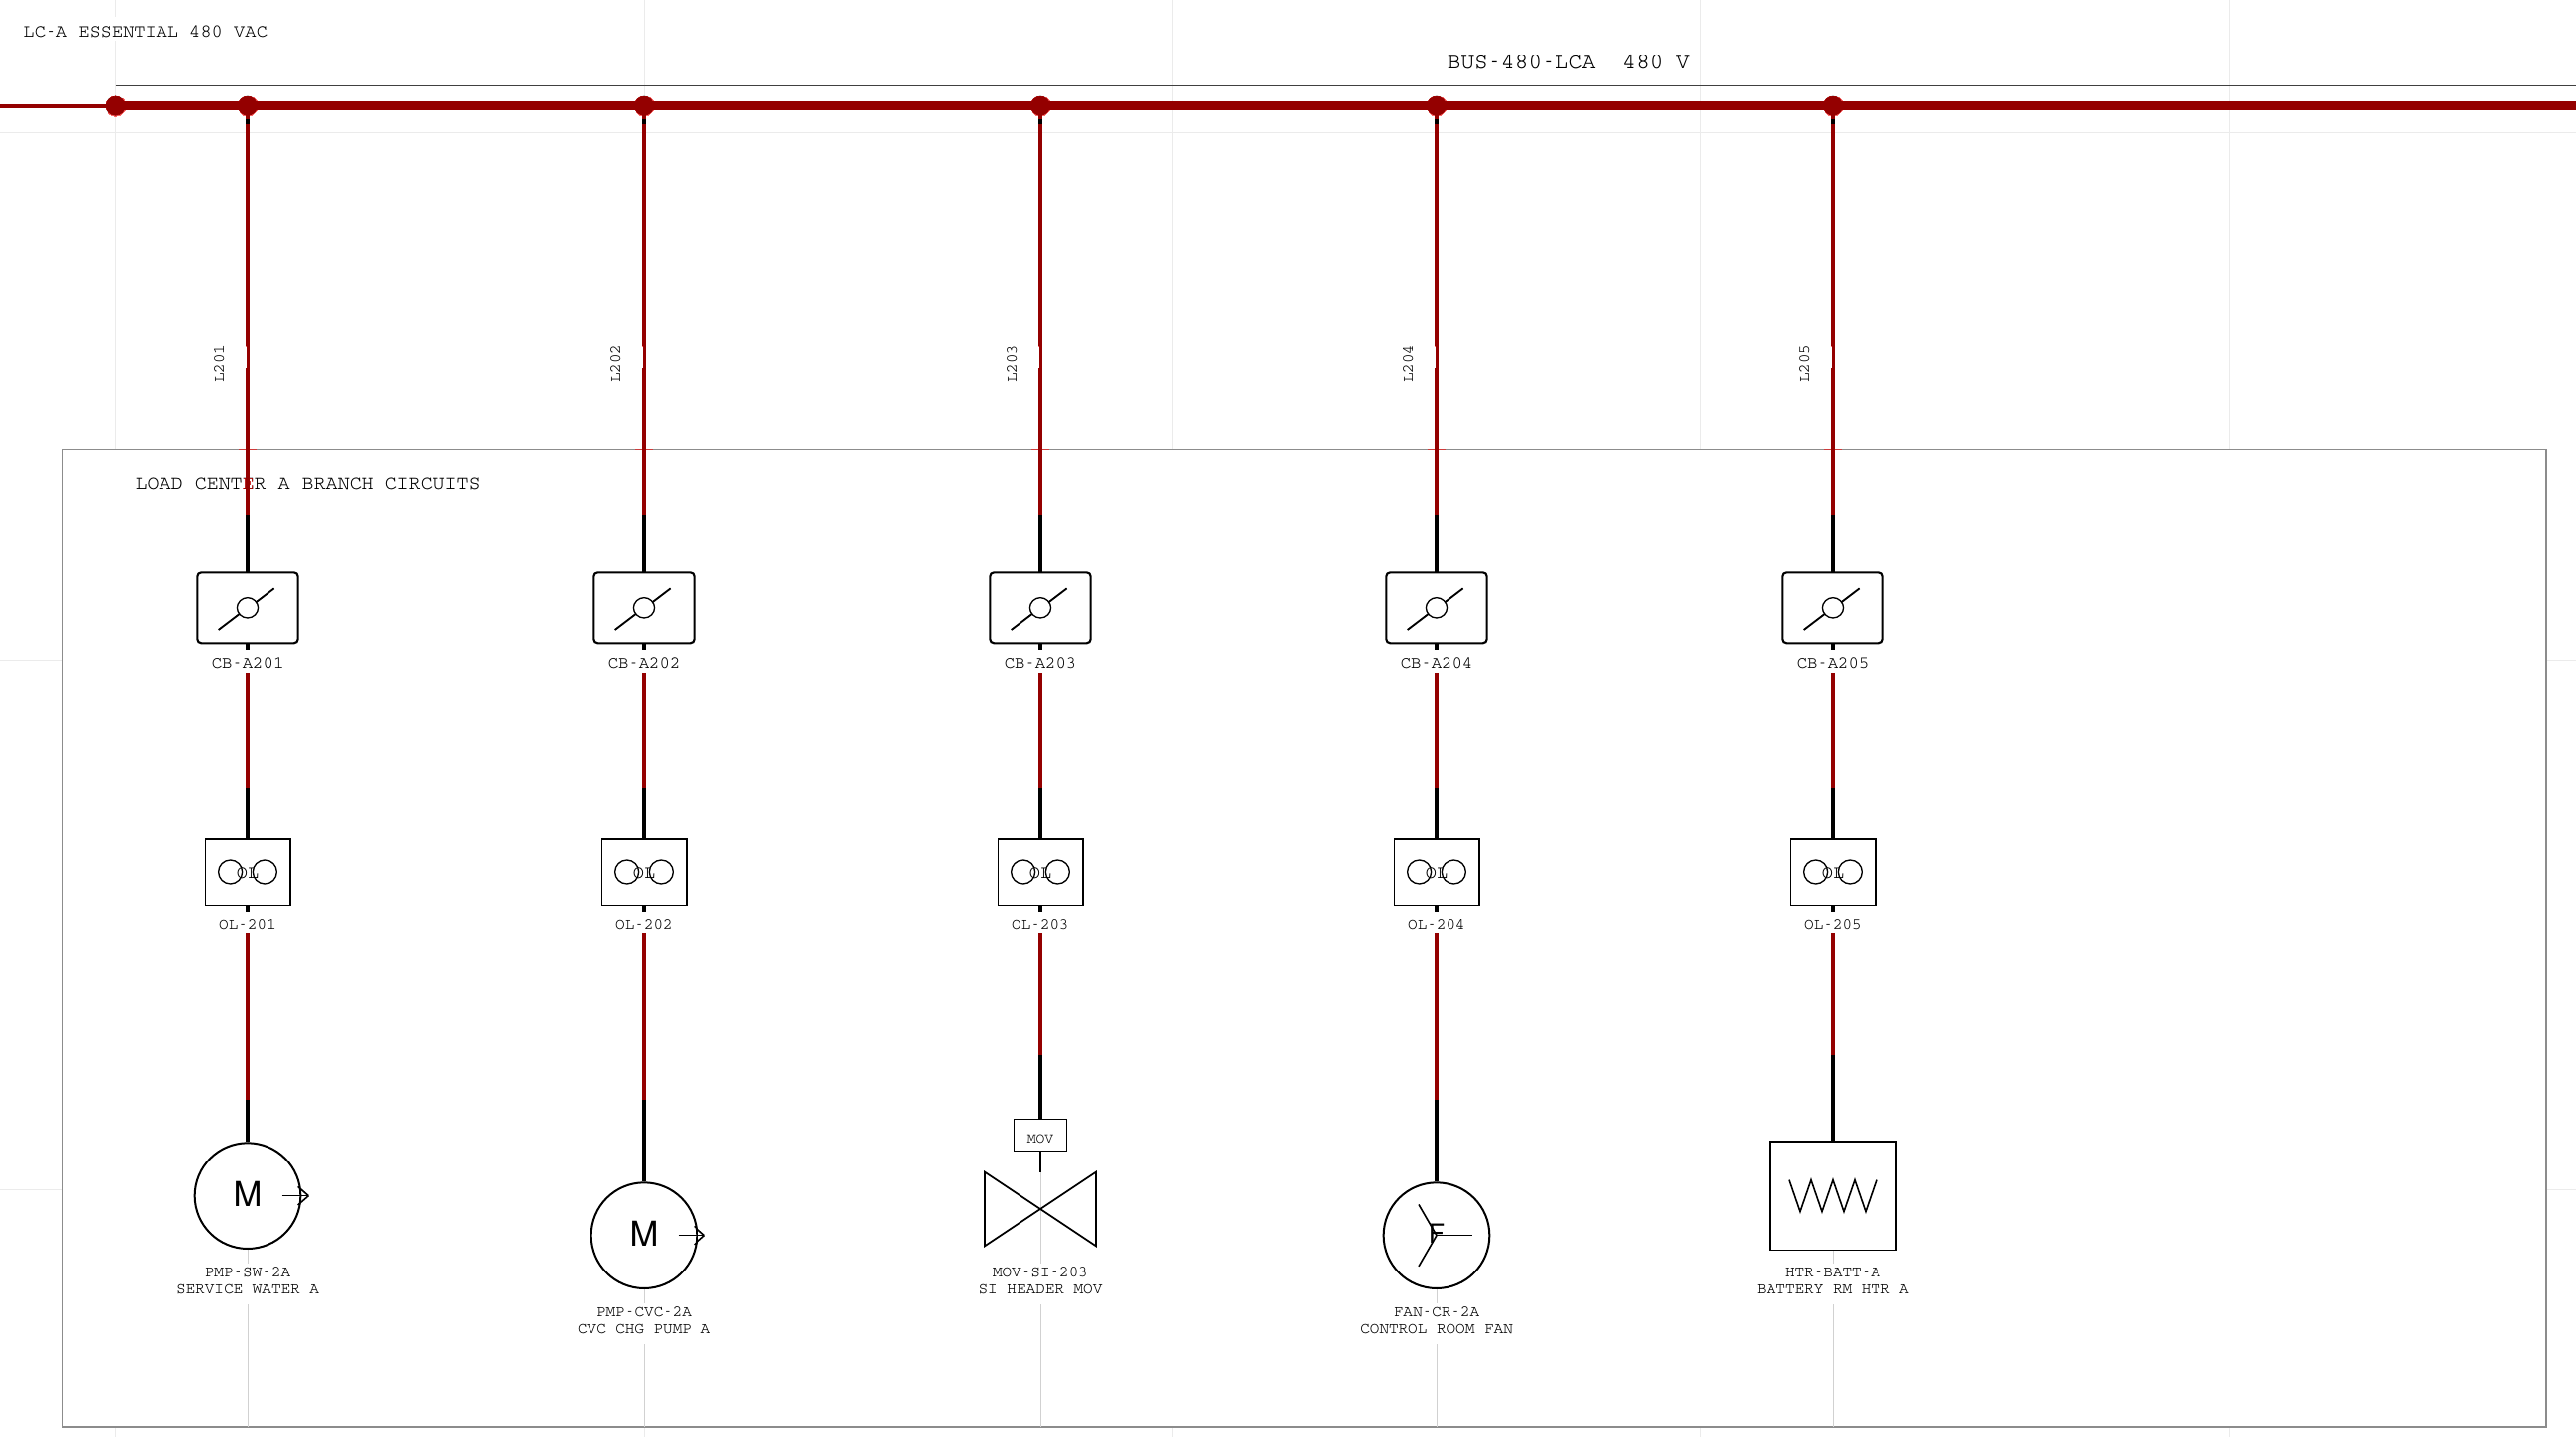 LC-A ESSENTIAL 480 VAC
BUS-480-LCA  480 V
L201
L202
L203
L204
L205
LOAD CENTER A BRANCH CIRCUITS
CB-A201
CB-A202
CB-A203
CB-A204
CB-A205
OL
OL
OL
OL
OL
OL-201
OL-202
OL-203
OL-204
OL-205
MOV
M
M
F
PMP-SW-2A
SERVICE WATER A
PMP-CVC-2A
CVC CHG PUMP A
MOV-SI-203
SI HEADER MOV
FAN-CR-2A
CONTROL ROOM FAN
HTR-BATT-A
BATTERY RM HTR A